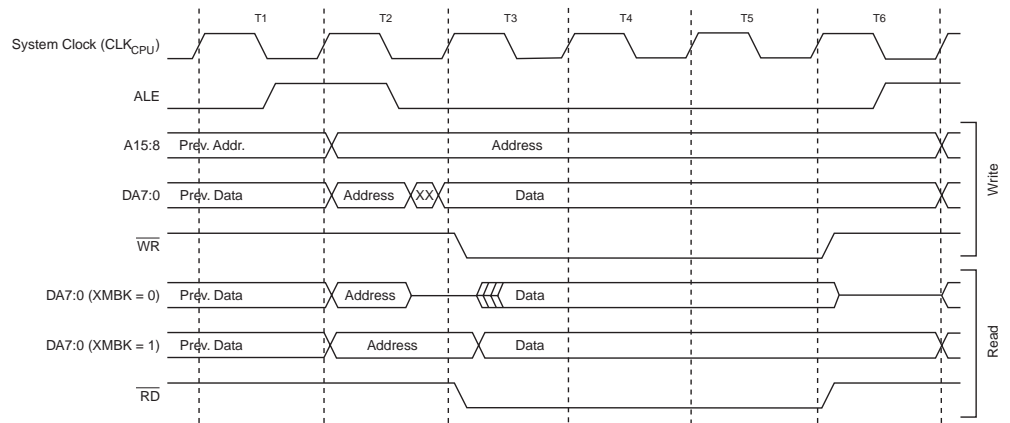 T1 T2 T3 T4 T5 T6
System Clock (CLKCPU)
ALE
A15:8 Prev. Addr. Address
DA7:0 Prev. Data Address XX Data
WR
Write
DA7:0 (XMBK = 0) Prev. Data Address Data
DA7:0 (XMBK = 1) Prev. Data Address Data
RD
Read